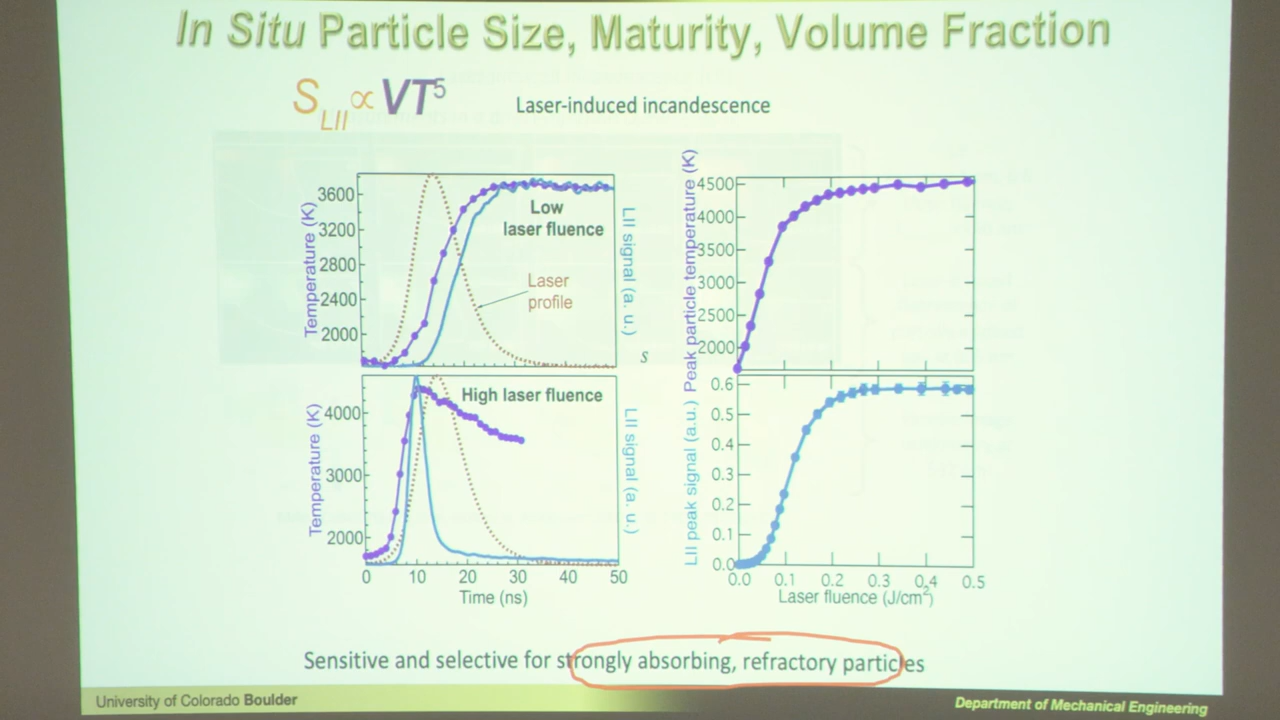 In Situ Particle Size, Maturity, Volume Fraction
S_LII ∝ VT⁵
Laser-induced incandescence
Temperature (K)
3600
3200
2800
2400
2000
Low
laser fluence
Laser
profile
LII signal (a. u.)
s
Temperature (K)
4000
3000
2000
High laser fluence
LII signal (a. u.)
0 10 20 30 40 50
Time (ns)
Peak particle temperature (K)
4500
4000
3500
3000
2500
2000
LII peak signal (a.u.)
0.6
0.5
0.4
0.3
0.2
0.1
0.0
0.0 0.1 0.2 0.3 0.4 0.5
Laser fluence (J/cm²)
Sensitive and selective for strongly absorbing, refractory particles
University of Colorado Boulder
Department of Mechanical Engineering